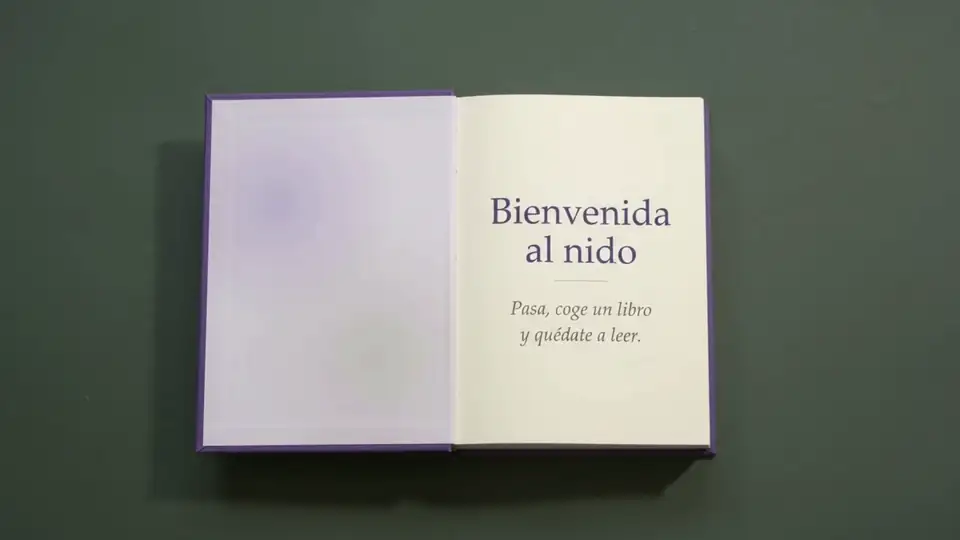 Bienvenida
al nido
Pasa, coge un libro
y quédate a leer.